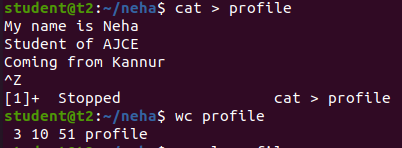 student@t2:~/neha$ cat > profile
My name is Neha
Student of AJCE
Coming from Kannur
^Z
[1]+  Stopped                 cat > profile
student@t2:~/neha$ wc profile
 3 10 51 profile